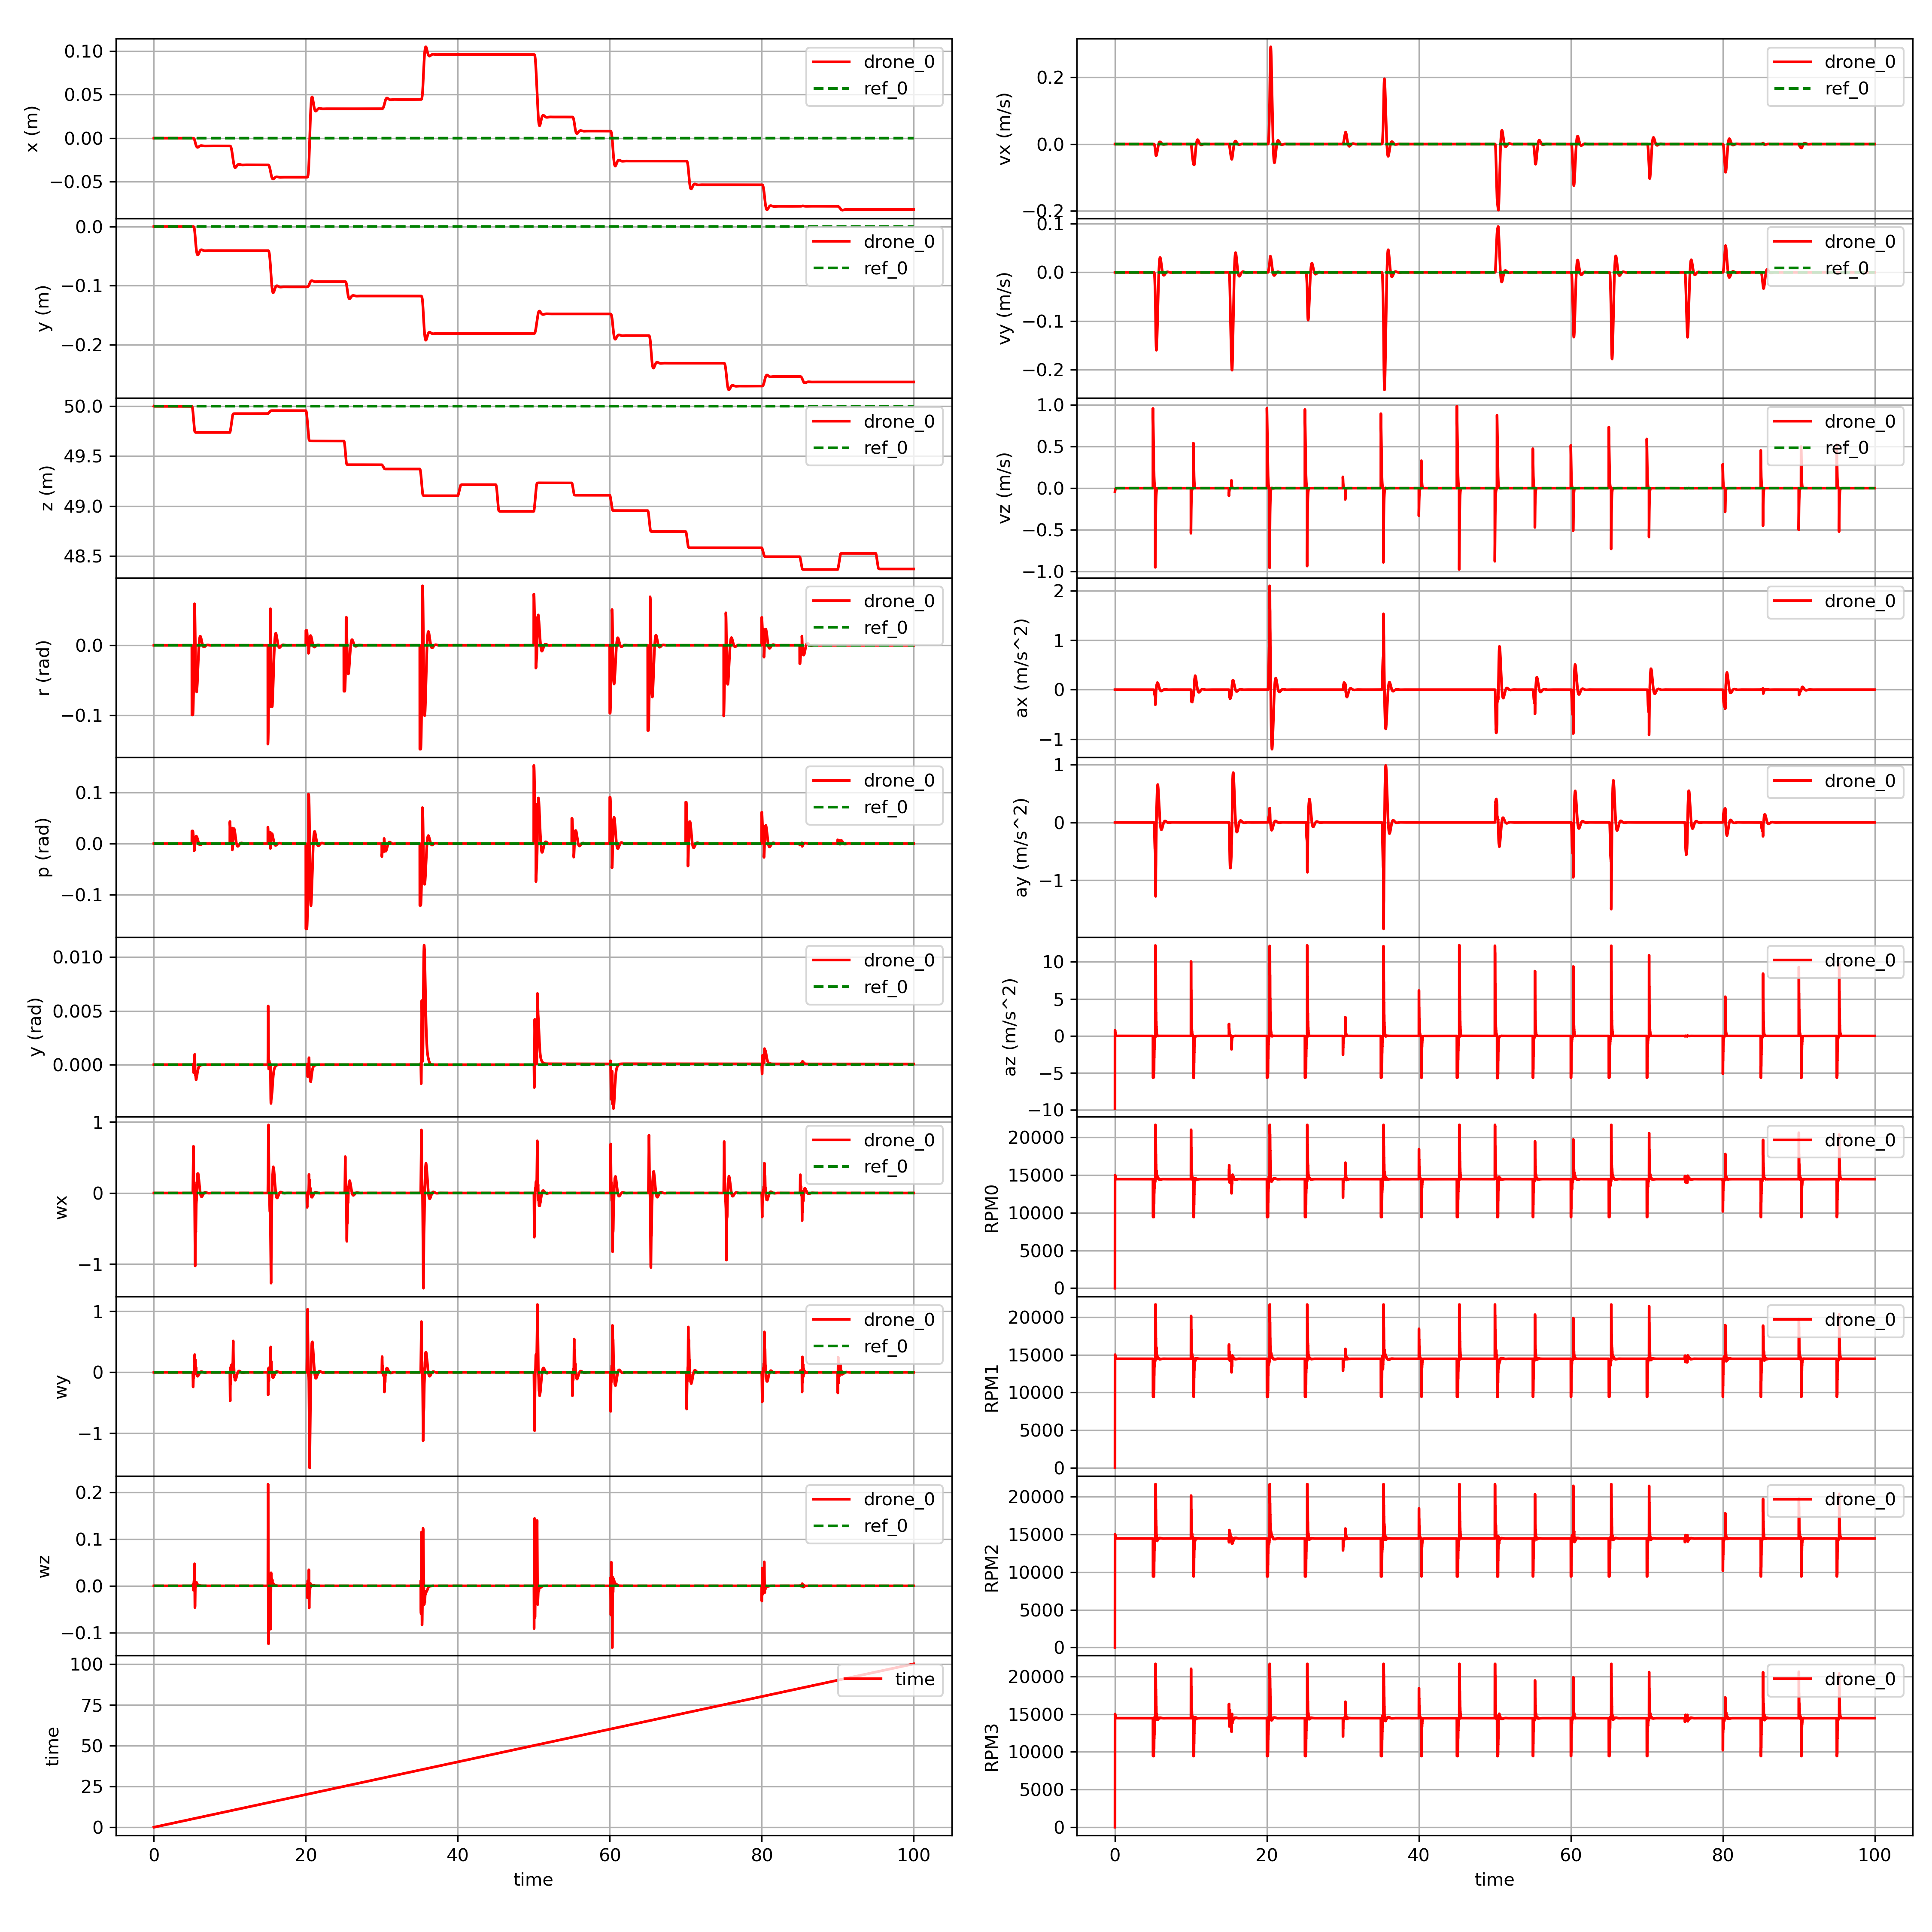 x (m)
0.10
0.05
0.00
−0.05
drone_0
ref_0
y (m)
0.0
−0.1
−0.2
drone_0
ref_0
z (m)
50.0
49.5
49.0
48.5
drone_0
ref_0
r (rad)
0.0
−0.1
drone_0
ref_0
p (rad)
0.1
0.0
−0.1
drone_0
ref_0
y (rad)
0.010
0.005
0.000
drone_0
ref_0
wx
1
0
−1
drone_0
ref_0
wy
1
0
−1
drone_0
ref_0
wz
0.2
0.1
0.0
−0.1
drone_0
ref_0
time
100
75
50
25
0
time
0 20 40 60 80 100
time
vx (m/s)
0.2
0.0
−0.2
drone_0
ref_0
vy (m/s)
0.1
0.0
−0.1
−0.2
drone_0
ref_0
vz (m/s)
1.0
0.5
0.0
−0.5
−1.0
drone_0
ref_0
ax (m/s^2)
2
1
0
−1
drone_0
ay (m/s^2)
1
0
−1
drone_0
az (m/s^2)
10
5
0
−5
−10
drone_0
RPM0
20000
15000
10000
5000
0
drone_0
RPM1
20000
15000
10000
5000
0
drone_0
RPM2
20000
15000
10000
5000
0
drone_0
RPM3
20000
15000
10000
5000
0
drone_0
0 20 40 60 80 100
time